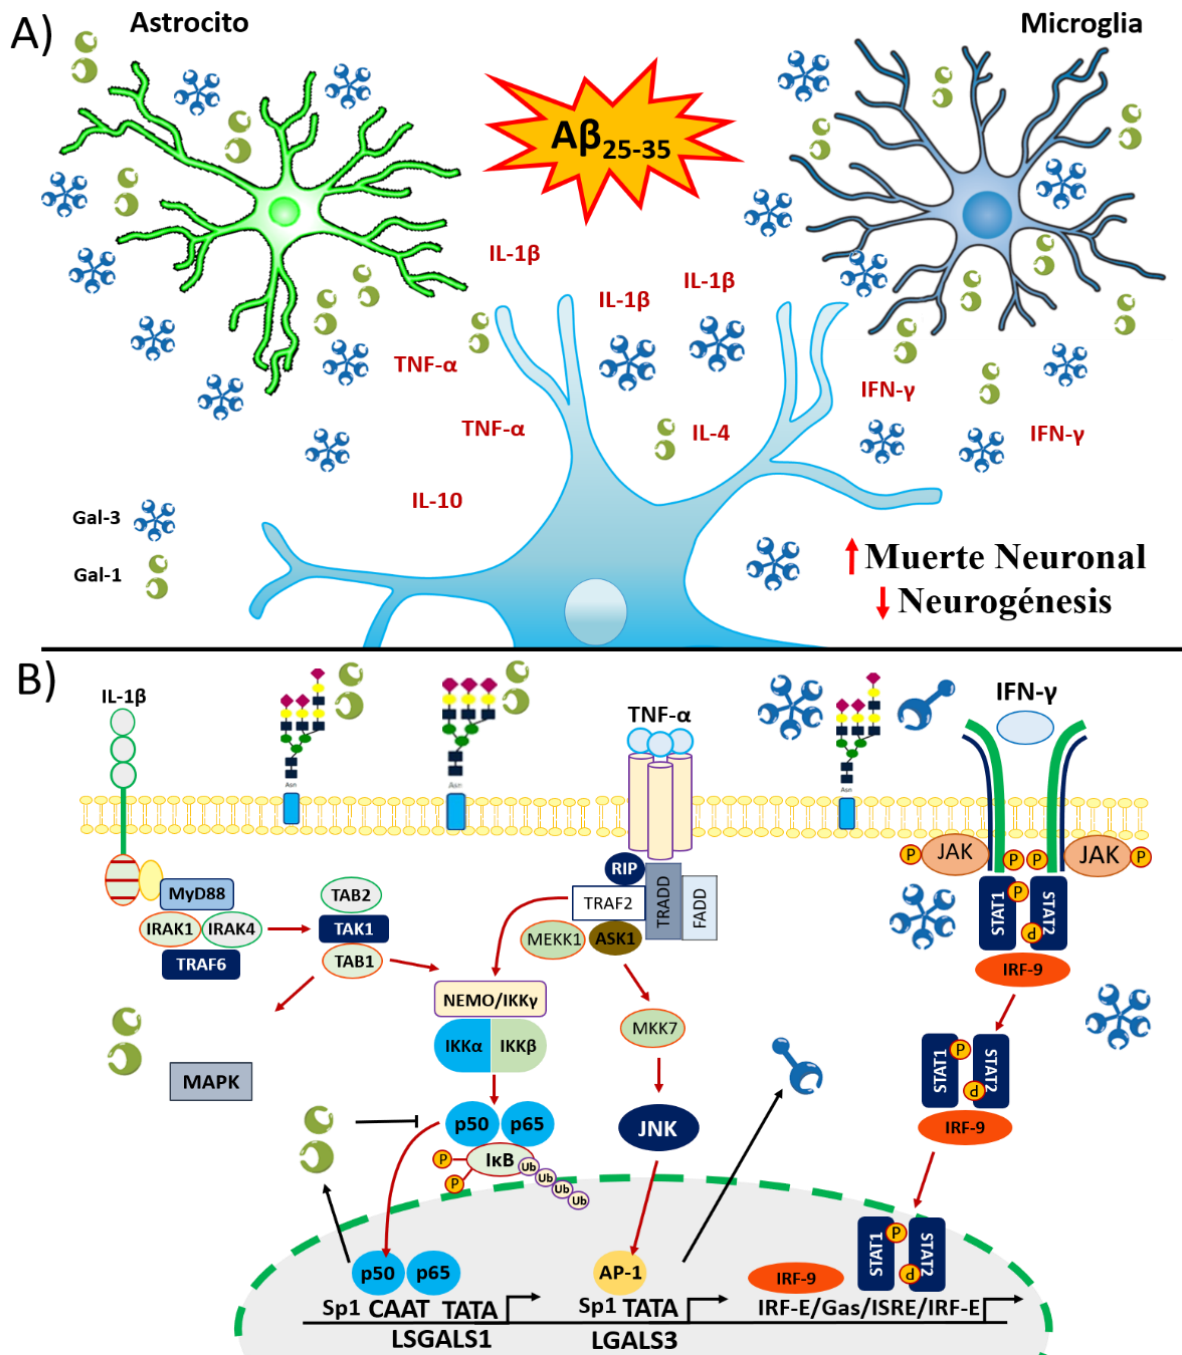 A)
Astrocito
Microglia
Aβ25-35
IL-1β
IL-1β
IL-1β
TNF-α
IFN-γ
TNF-α
IL-4
IFN-γ
IL-10
Gal-3
Gal-1
Muerte Neuronal
Neurogénesis
B)
IL-1β
TNF-α
IFN-γ
Asn
Asn
Asn
P
JAK
P
P
JAK
P
RIP
MyD88
TAB2
TRAF2
TRADD
FADD
STAT1
P
STAT2
P
IRAK1
IRAK4
TAK1
MEKK1
ASK1
TRAF6
TAB1
IRF-9
NEMO/IKKγ
MKK7
IKKα
IKKβ
STAT1
P
STAT2
P
MAPK
p50
p65
JNK
IRF-9
P
IκB
P
Ub
Ub
Ub
Ub
STAT1
P
STAT2
P
p50
p65
AP-1
IRF-9
Sp1 CAAT TATA
Sp1 TATA
IRF-E/Gas/ISRE/IRF-E
LSGALS1
LGALS3